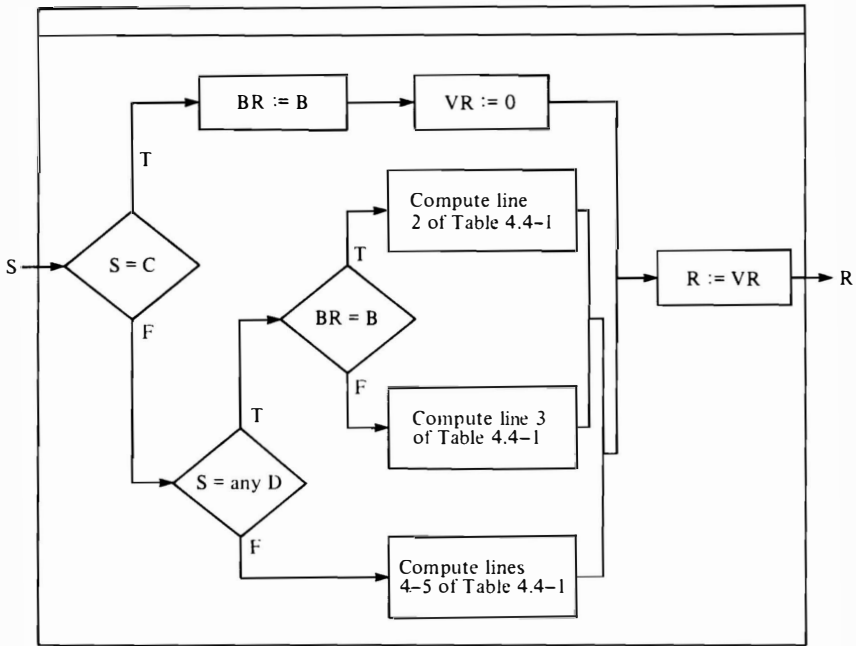 BR := B
VR := 0
T
Compute line
2 of Table 4.4-1
T
S
S = C
R := VR
R
BR = B
F
F
Compute line 3
of Table 4.4-1
T
S = any D
F
Compute lines
4-5 of Table 4.4-1